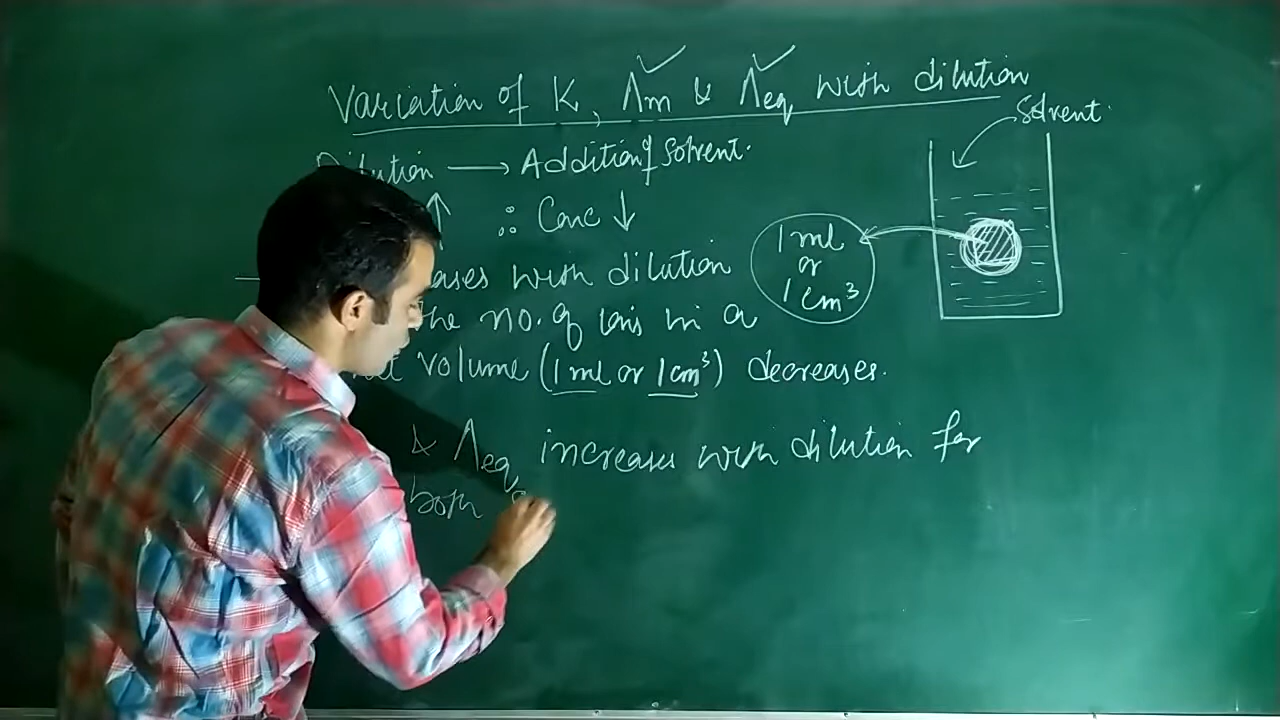 Variation of K, Λm & Λeq with dilution
Solvent.
Dilution ⟶ Addition of Solvent.
↑ ∴ Conc ↓
1 ml
or
1 cm³
ases with dilution
the no. of ions in a
volume (1 ml or 1 cm³) decreases.
& Λeq increases with dilution for
both